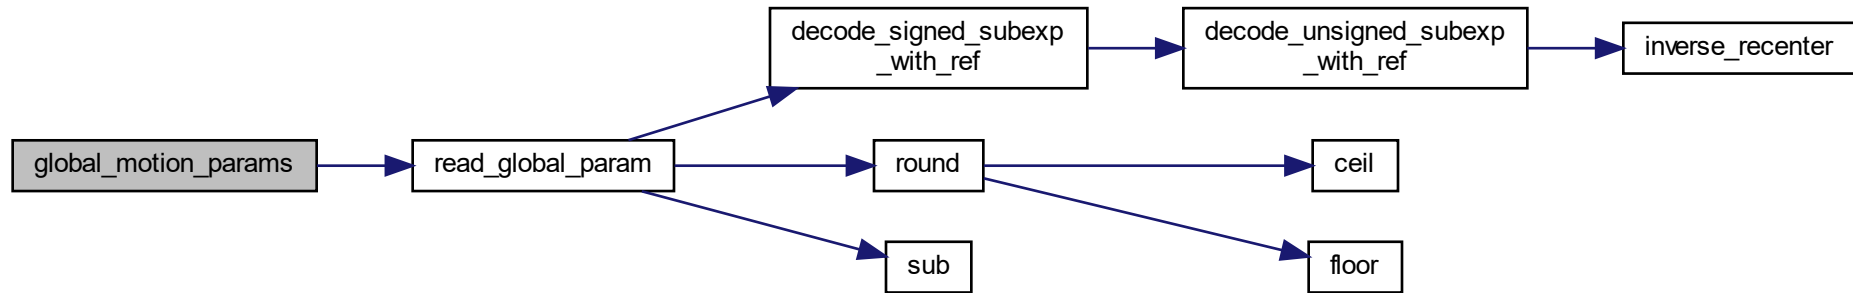 global_motion_params
read_global_param
decode_signed_subexp
_with_ref
decode_unsigned_subexp
_with_ref
inverse_recenter
round
ceil
floor
sub